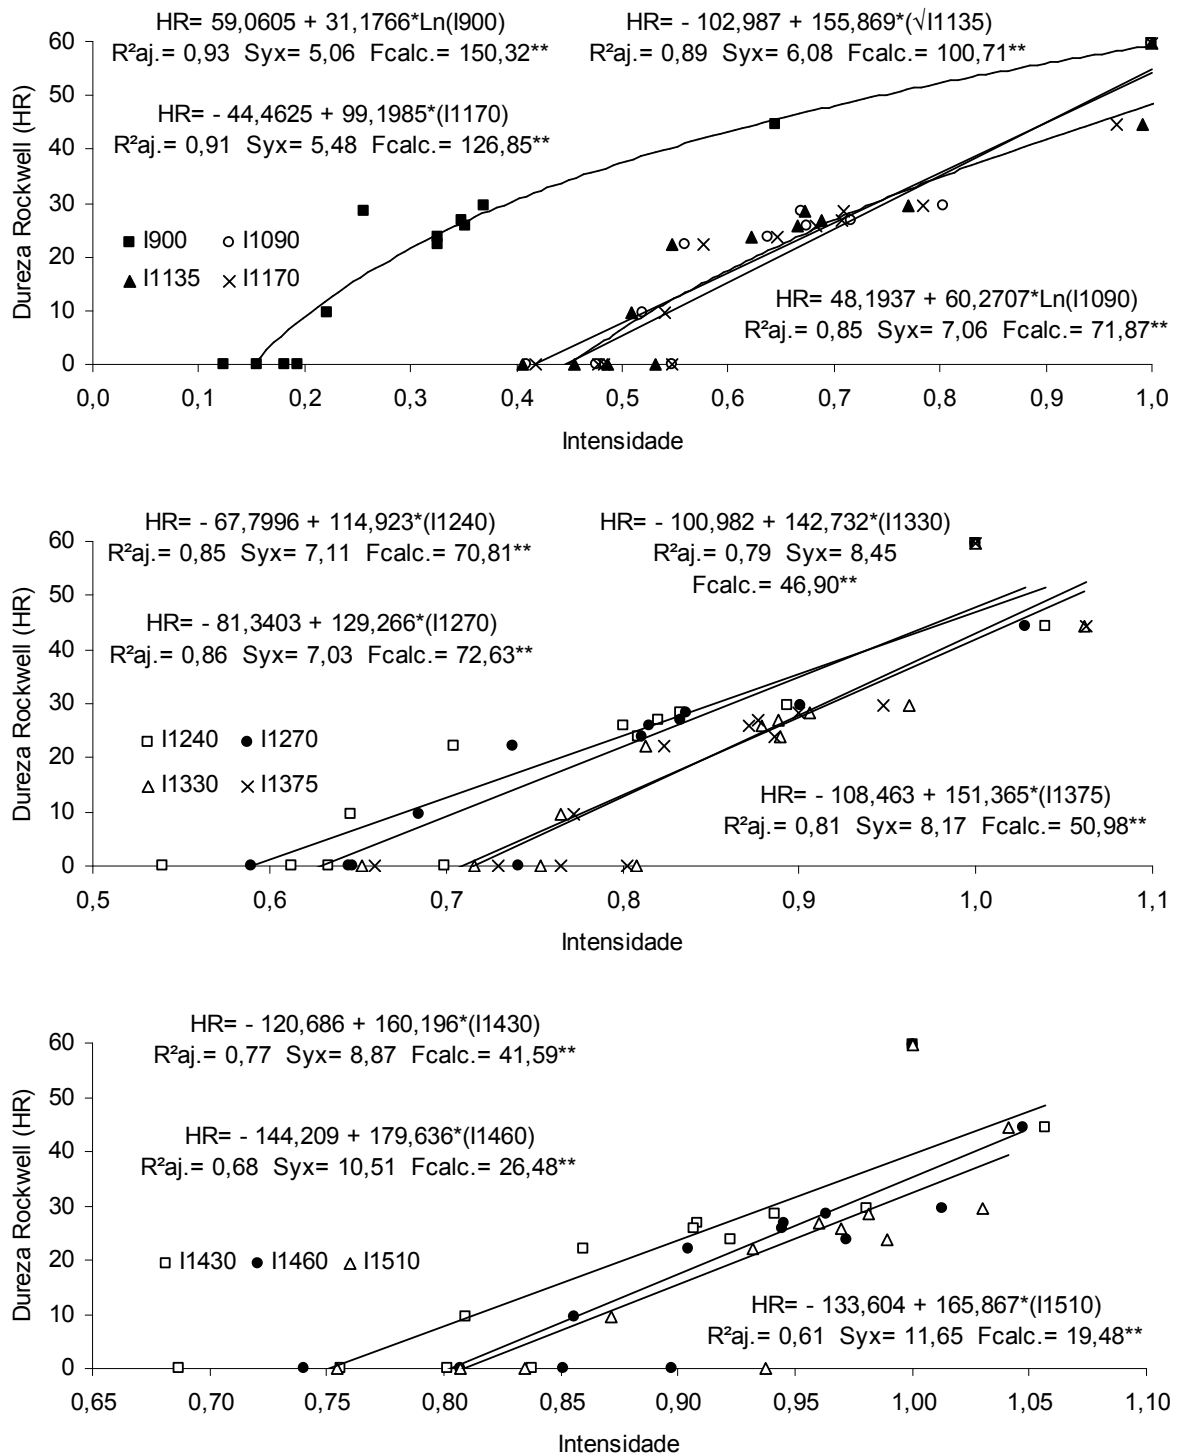 HR= 59,0605 + 31,1766*Ln(I900)
R²aj.= 0,93 Syx= 5,06 Fcalc.= 150,32**
HR= - 102,987 + 155,869*(√I1135)
R²aj.= 0,89 Syx= 6,08 Fcalc.= 100,71**
HR= - 44,4625 + 99,1985*(I1170)
R²aj.= 0,91 Syx= 5,48 Fcalc.= 126,85**
I900 I1090
I1135 I1170
HR= 48,1937 + 60,2707*Ln(I1090)
R²aj.= 0,85 Syx= 7,06 Fcalc.= 71,87**
Dureza Rockwell (HR)
60
50
40
30
20
10
0
0,0 0,1 0,2 0,3 0,4 0,5 0,6 0,7 0,8 0,9 1,0
Intensidade
HR= - 67,7996 + 114,923*(I1240)
R²aj.= 0,85 Syx= 7,11 Fcalc.= 70,81**
HR= - 100,982 + 142,732*(I1330)
R²aj.= 0,79 Syx= 8,45
Fcalc.= 46,90**
HR= - 81,3403 + 129,266*(I1270)
R²aj.= 0,86 Syx= 7,03 Fcalc.= 72,63**
I1240 I1270
I1330 I1375
HR= - 108,463 + 151,365*(I1375)
R²aj.= 0,81 Syx= 8,17 Fcalc.= 50,98**
Dureza Rockwell (HR)
60
50
40
30
20
10
0
0,5 0,6 0,7 0,8 0,9 1,0 1,1
Intensidade
HR= - 120,686 + 160,196*(I1430)
R²aj.= 0,77 Syx= 8,87 Fcalc.= 41,59**
HR= - 144,209 + 179,636*(I1460)
R²aj.= 0,68 Syx= 10,51 Fcalc.= 26,48**
I1430 I1460 I1510
HR= - 133,604 + 165,867*(I1510)
R²aj.= 0,61 Syx= 11,65 Fcalc.= 19,48**
Dureza Rockwell (HR)
60
50
40
30
20
10
0
0,65 0,70 0,75 0,80 0,85 0,90 0,95 1,00 1,05 1,10
Intensidade